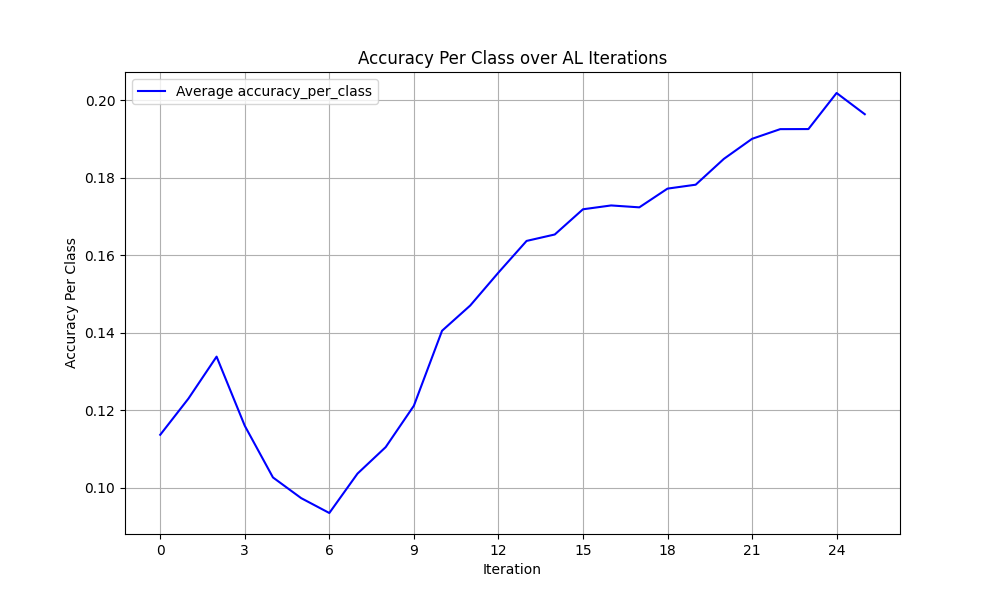 Accuracy Per Class over AL Iterations
Average accuracy_per_class
Accuracy Per Class
0.20
0.18
0.16
0.14
0.12
0.10
0 3 6 9 12 15 18 21 24
Iteration